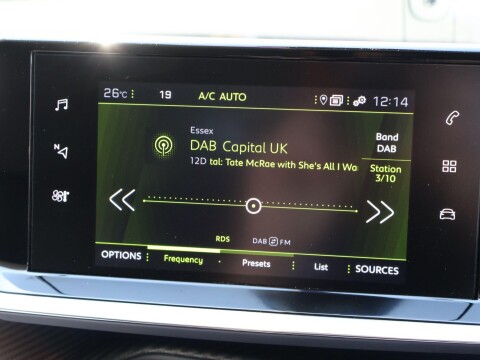 26°C 19 A/C AUTO 12:14
Essex
DAB Capital UK
12D tal: Tate McRae with She's All I Wa
Band
DAB
Station
3/10
N
RDS
DAB FM
OPTIONS Frequency Presets List SOURCES